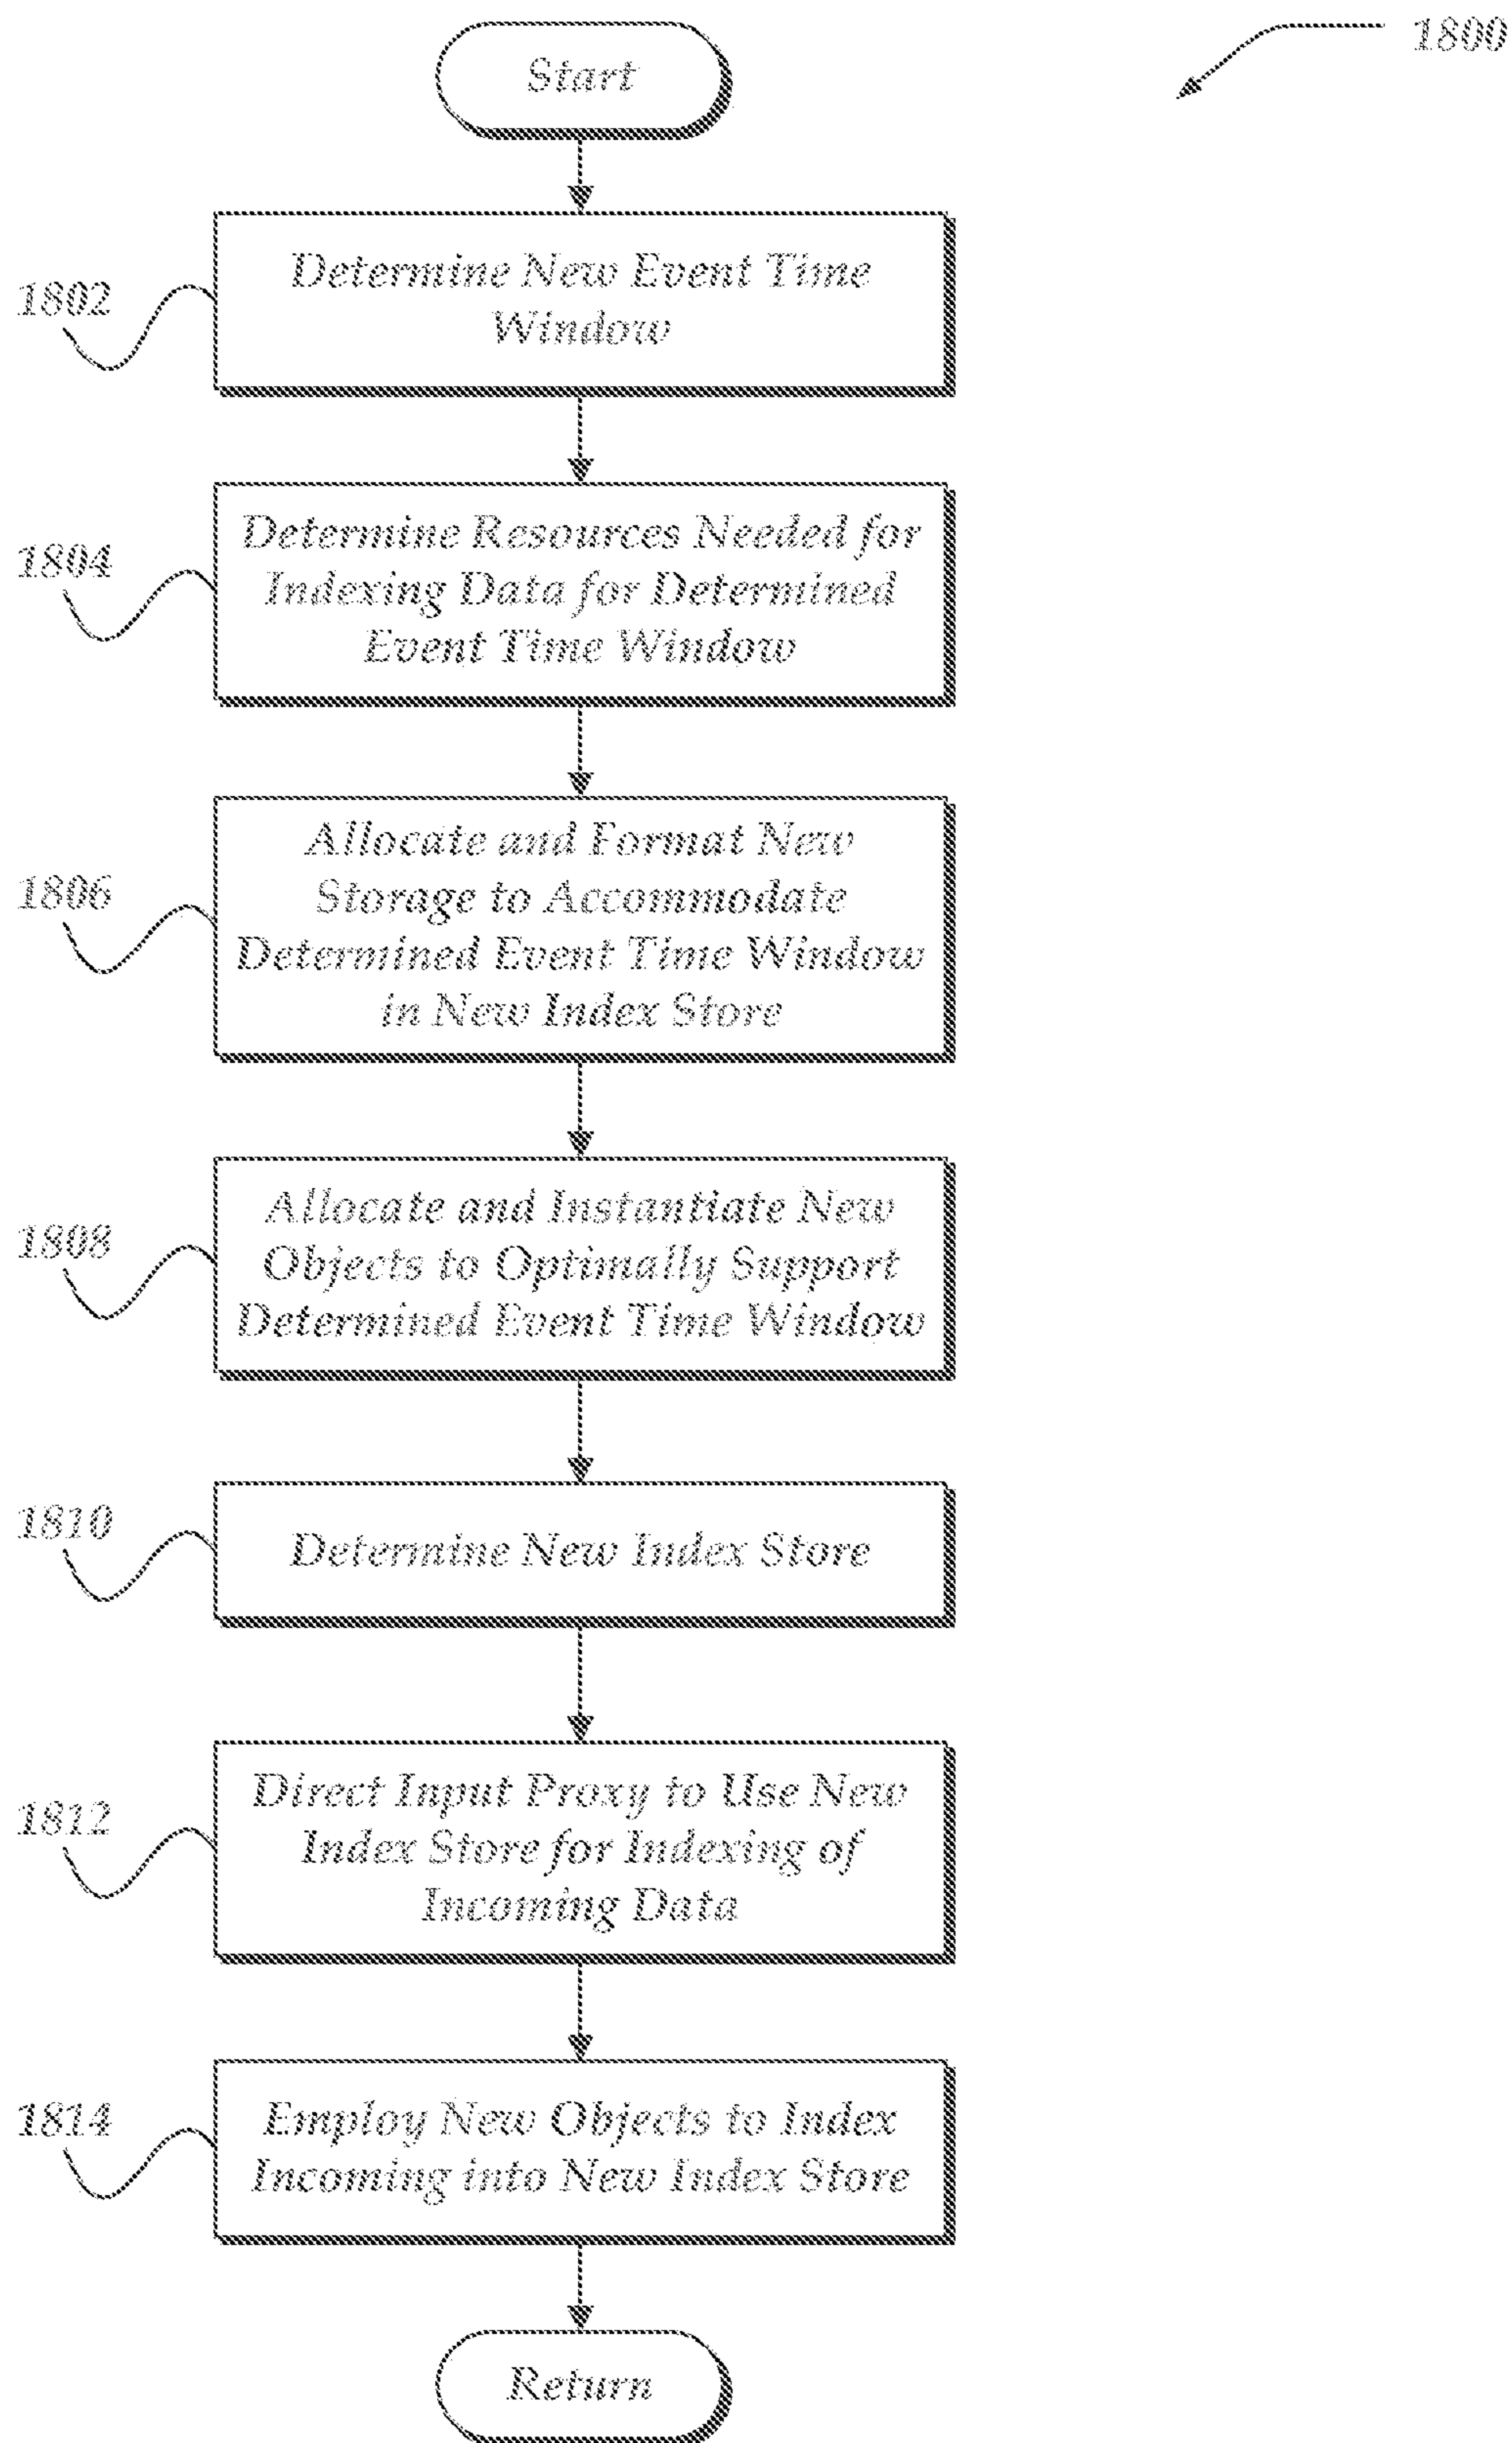 1800
Start
1802
Determine New Event Time
Window
1804
Determine Resources Needed for
Indexing Data for Determined
Event Time Window
1806
Allocate and Format New
Storage to Accommodate
Determined Event Time Window
in New Index Store
1808
Allocate and Instantiate New
Objects to Optimally Support
Determined Event Time Window
1810
Determine New Index Store
1812
Direct Input Proxy to Use New
Index Store for Indexing of
Incoming Data
1814
Employ New Objects to Index
Incoming into New Index Store
Return